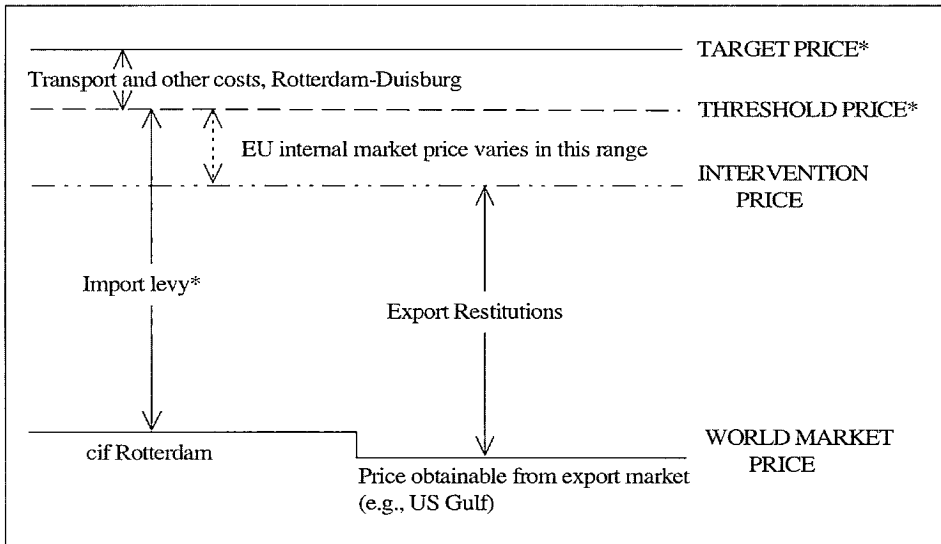 TARGET PRICE*
Transport and other costs, Rotterdam-Duisburg
THRESHOLD PRICE*
EU internal market price varies in this range
INTERVENTION
PRICE
Import levy*
Export Restitutions
cif Rotterdam
WORLD MARKET
PRICE
Price obtainable from export market
(e.g., US Gulf)